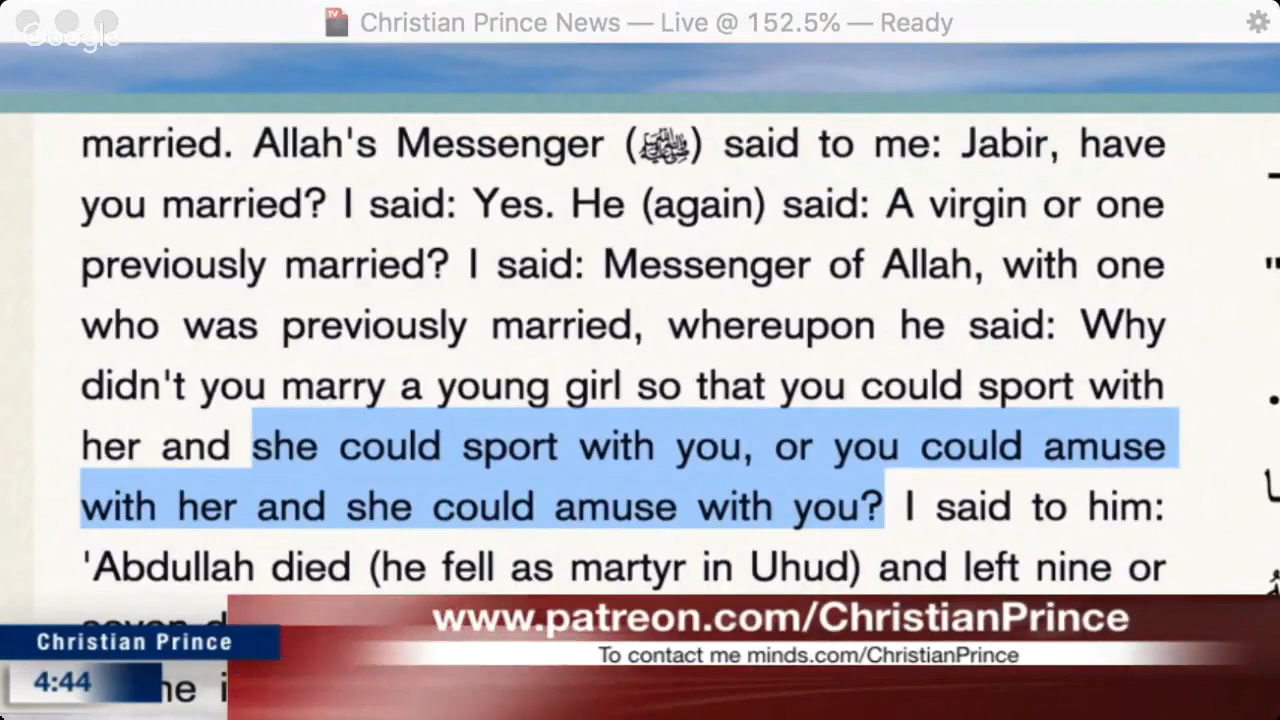 Christian Prince News — Live @ 152.5% — Ready
Google
married. Allah's Messenger (ﷺ) said to me: Jabir, have
you married? I said: Yes. He (again) said: A virgin or one
previously married? I said: Messenger of Allah, with one
who was previously married, whereupon he said: Why
didn't you marry a young girl so that you could sport with
her and she could sport with you, or you could amuse
with her and she could amuse with you? I said to him:
'Abdullah died (he fell as martyr in Uhud) and left nine or
www.patreon.com/ChristianPrince
Christian Prince
To contact me minds.com/ChristianPrince
4:44